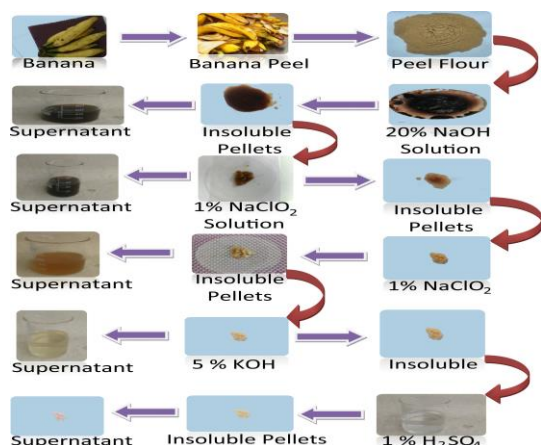 Banana
Banana Peel
Peel Flour
Supernatant
Insoluble
Pellets
20% NaOH
Solution
Supernatant
1% NaClO₂
Solution
Insoluble
Pellets
Supernatant
Insoluble
Pellets
1% NaClO₂
Supernatant
5 % KOH
Insoluble
Supernatant
Insoluble Pellets
1 % H₂SO₄